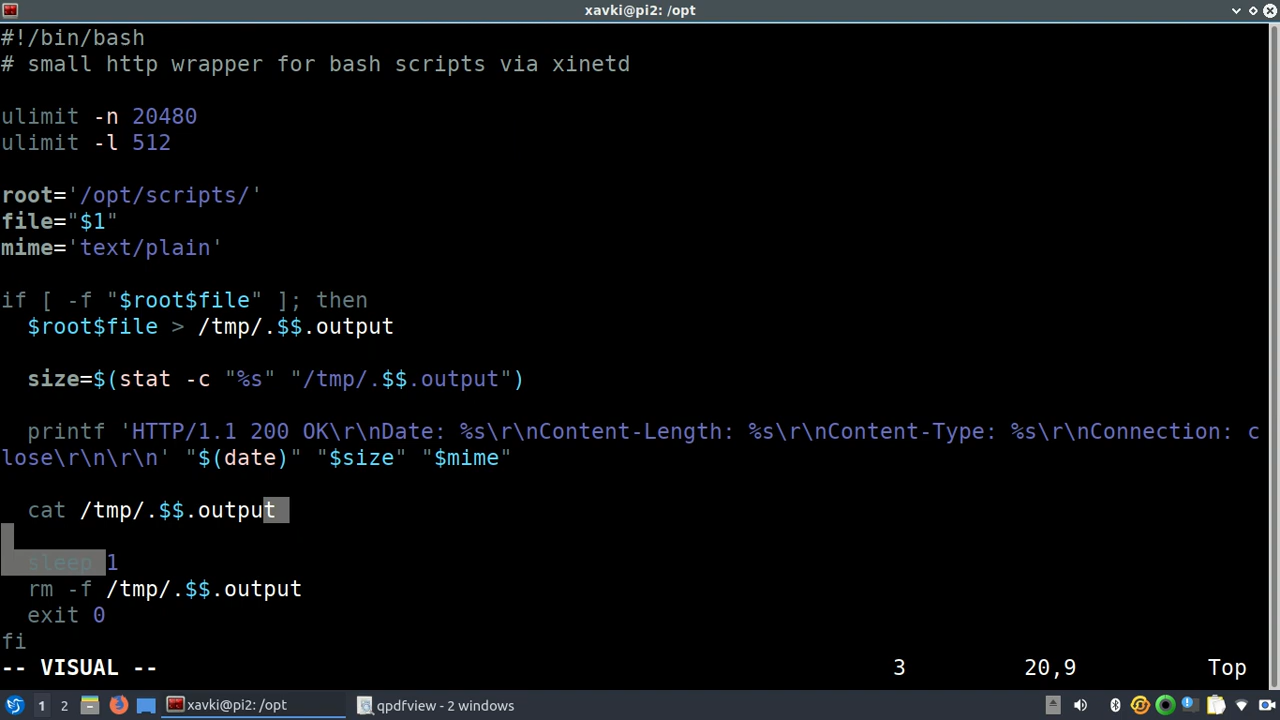 xavki@pi2: /opt
#!/bin/bash
# small http wrapper for bash scripts via xinetd
ulimit -n 20480
ulimit -l 512
root='/opt/scripts/'
file="$1"
mime='text/plain'
if [ -f "$root$file" ]; then
  $root$file > /tmp/.$$.output
  size=$(stat -c "%s" "/tmp/.$$.output")
  printf 'HTTP/1.1 200 OK\r\nDate: %s\r\nContent-Length: %s\r\nContent-Type: %s\r\nConnection: c
lose\r\n\r\n' "$(date)" "$size" "$mime"
  cat /tmp/.$$.output
  sleep 1
  rm -f /tmp/.$$.output
  exit 0
fi
-- VISUAL -- 3 20,9 Top
1 2 xavki@pi2: /opt qpdfview - 2 windows